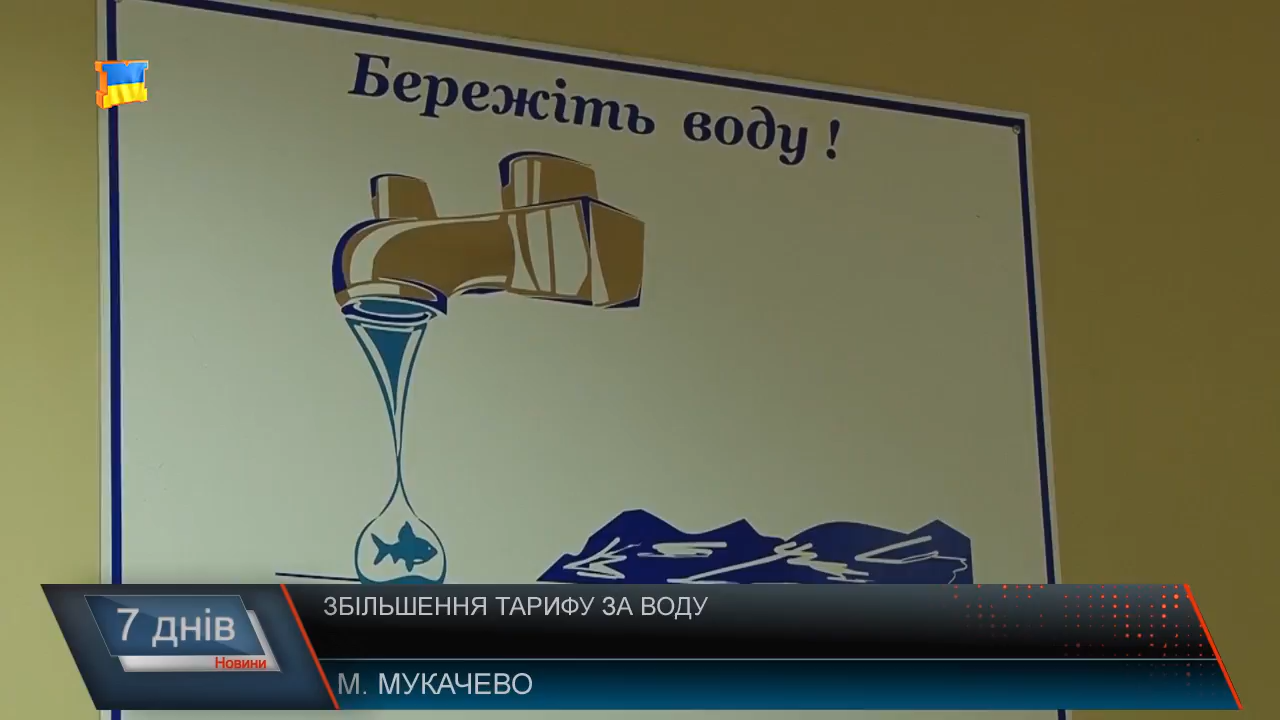 Бережіть воду !
ЗБІЛЬШЕННЯ ТАРИФУ ЗА ВОДУ
7 днів
Новини
М. МУКАЧЕВО